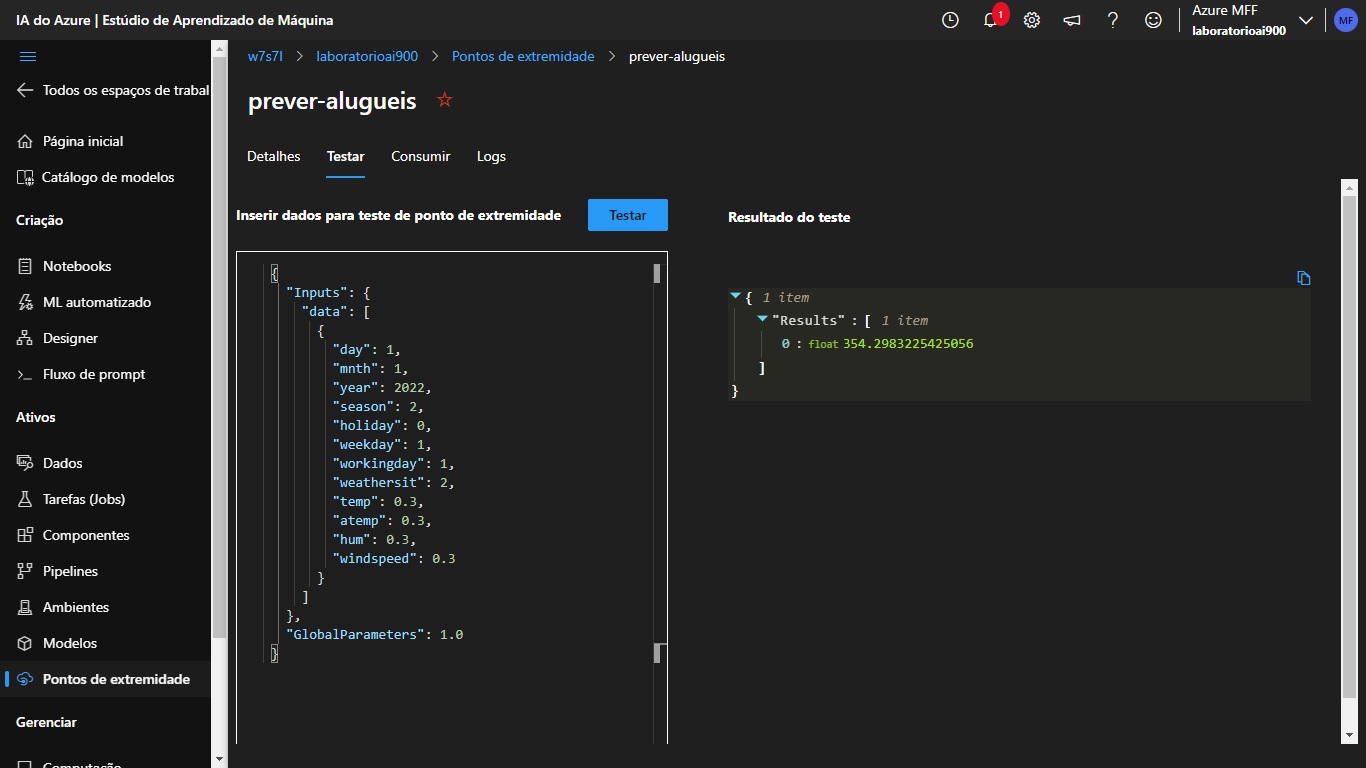 IA do Azure | Estúdio de Aprendizado de Máquina
1
Azure MFF
laboratorioai900
MF
Todos os espaços de trabal
Página inicial
Catálogo de modelos
Criação
Notebooks
ML automatizado
Designer
Fluxo de prompt
Ativos
Dados
Tarefas (Jobs)
Componentes
Pipelines
Ambientes
Modelos
Pontos de extremidade
Gerenciar
Computação
w7s7l > laboratorioai900 > Pontos de extremidade > prever-alugueis
prever-alugueis
Detalhes Testar Consumir Logs
Inserir dados para teste de ponto de extremidade
Testar
{
"Inputs": {
"data": [
{
"day": 1,
"mnth": 1,
"year": 2022,
"season": 2,
"holiday": 0,
"weekday": 1,
"workingday": 1,
"weathersit": 2,
"temp": 0.3,
"atemp": 0.3,
"hum": 0.3,
"windspeed": 0.3
}
]
},
"GlobalParameters": 1.0
}
Resultado do teste
{ 1 item
"Results" : [ 1 item
0 : float 354.2983225425056
]
}